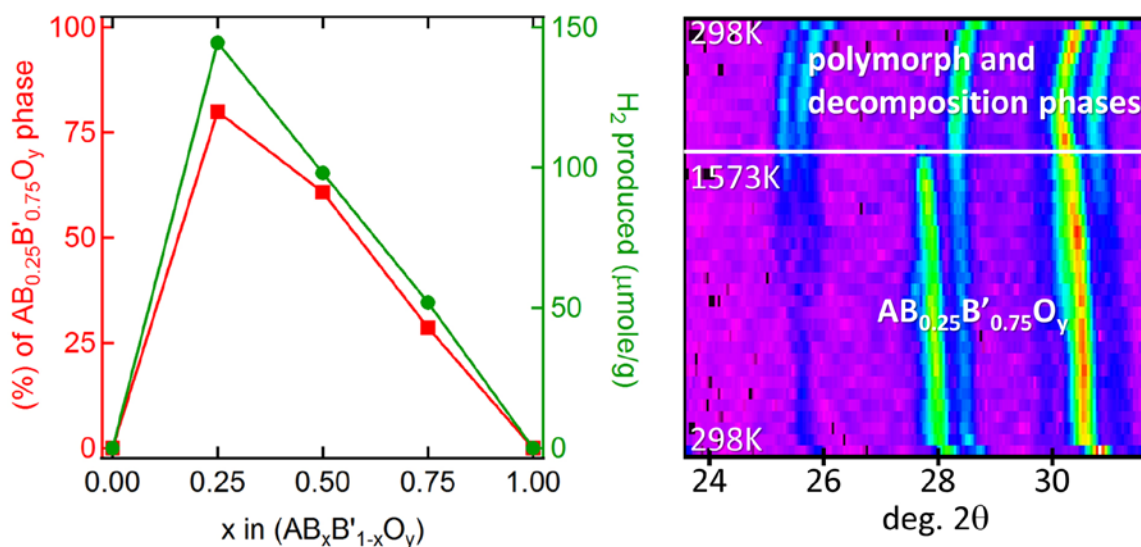 (%) of AB0.25B'0.75Oy phase
100
75
50
25
0
150
100
50
0
H2 produced (μmole/g)
0.00 0.25 0.50 0.75 1.00
x in (ABxB'1-xOy)
298K
polymorph and
decomposition phases
1573K
AB0.25B'0.75Oy
298K
24 26 28 30
deg. 2θ